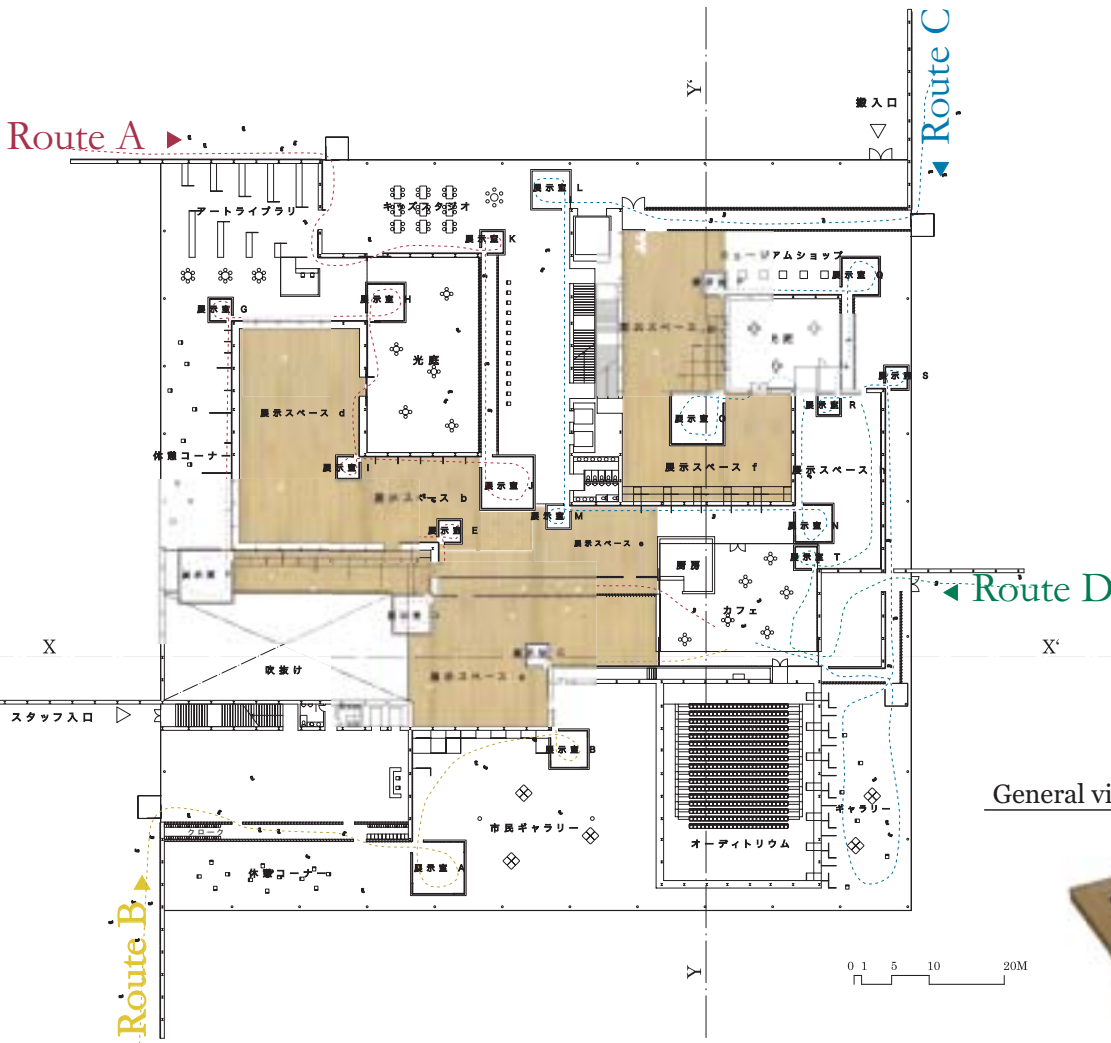 Route A
Route C
Y'
搬入口
展示室 L
アートライブラリ
キッズスタジオ
展示室 K
アムショップ
展示室 Q
展示室 H
展示室 G
光庭
展示室 S
展示スペース d
展示室 O
展示室 R
休憩コーナー
展示室 I
展示スペース f
展示スペース h
展示室 J
ース b
展示室 M
展示室 N
展示室 E
展示スペース e
展示室 T
厨房
Route D
カフェ
X
X'
吹抜け
展示スペース a
スタッフ入口
展示室 B
General vi
クローク
市民ギャラリー
ギャラリー
オーディトリウム
休憩コーナー
展示室 A
Route B
Y
0 1 5 10 20M